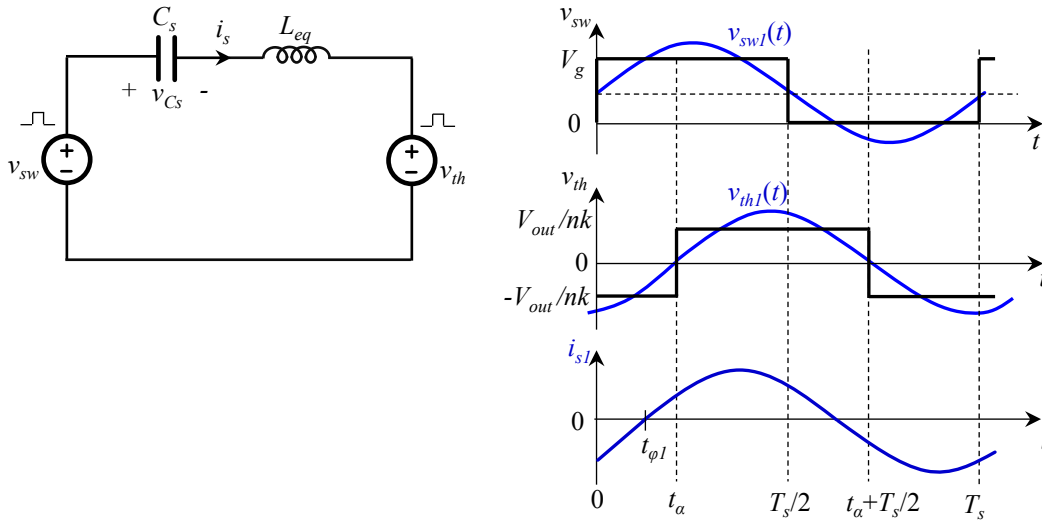 C_s
i_s
L_eq
+ v_Cs -
v_sw
+
−
+
−
v_th
v_sw
v_sw1(t)
V_g
0
t
v_th
v_th1(t)
V_out/nk
0
t
-V_out/nk
i_s1
0
t_φ1
0
t_α
T_s/2
t_α+T_s/2
T_s